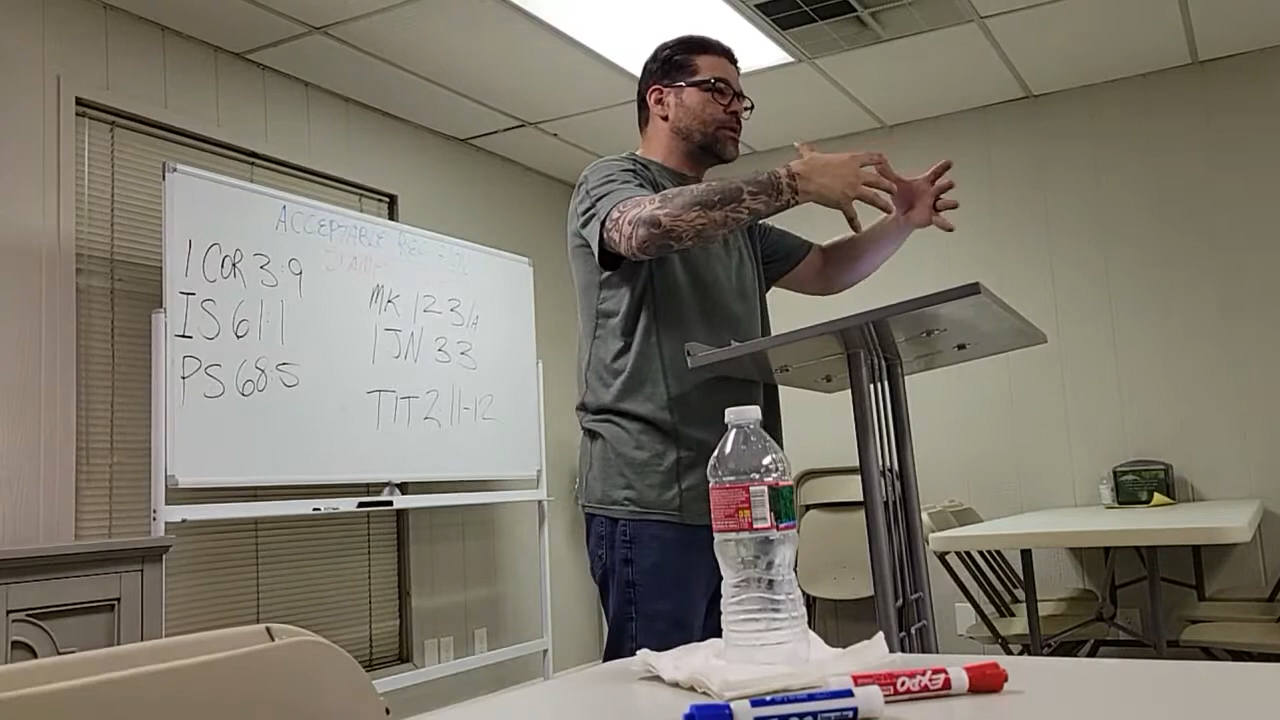 ACCEPTABLE
1 COR 3:9
IS 61:1
PS 68:5
MK 12 31A
1 JN 3 3
TIT 2 11-12
EXPO